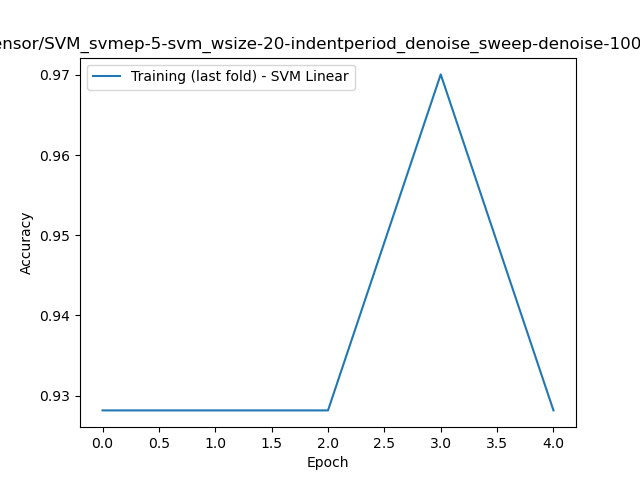 ensor/SVM_svmep-5-svm_wsize-20-indentperiod_denoise_sweep-denoise-100
Training (last fold) - SVM Linear
0.97
0.96
0.95
0.94
0.93
Accuracy
0.0 0.5 1.0 1.5 2.0 2.5 3.0 3.5 4.0
Epoch